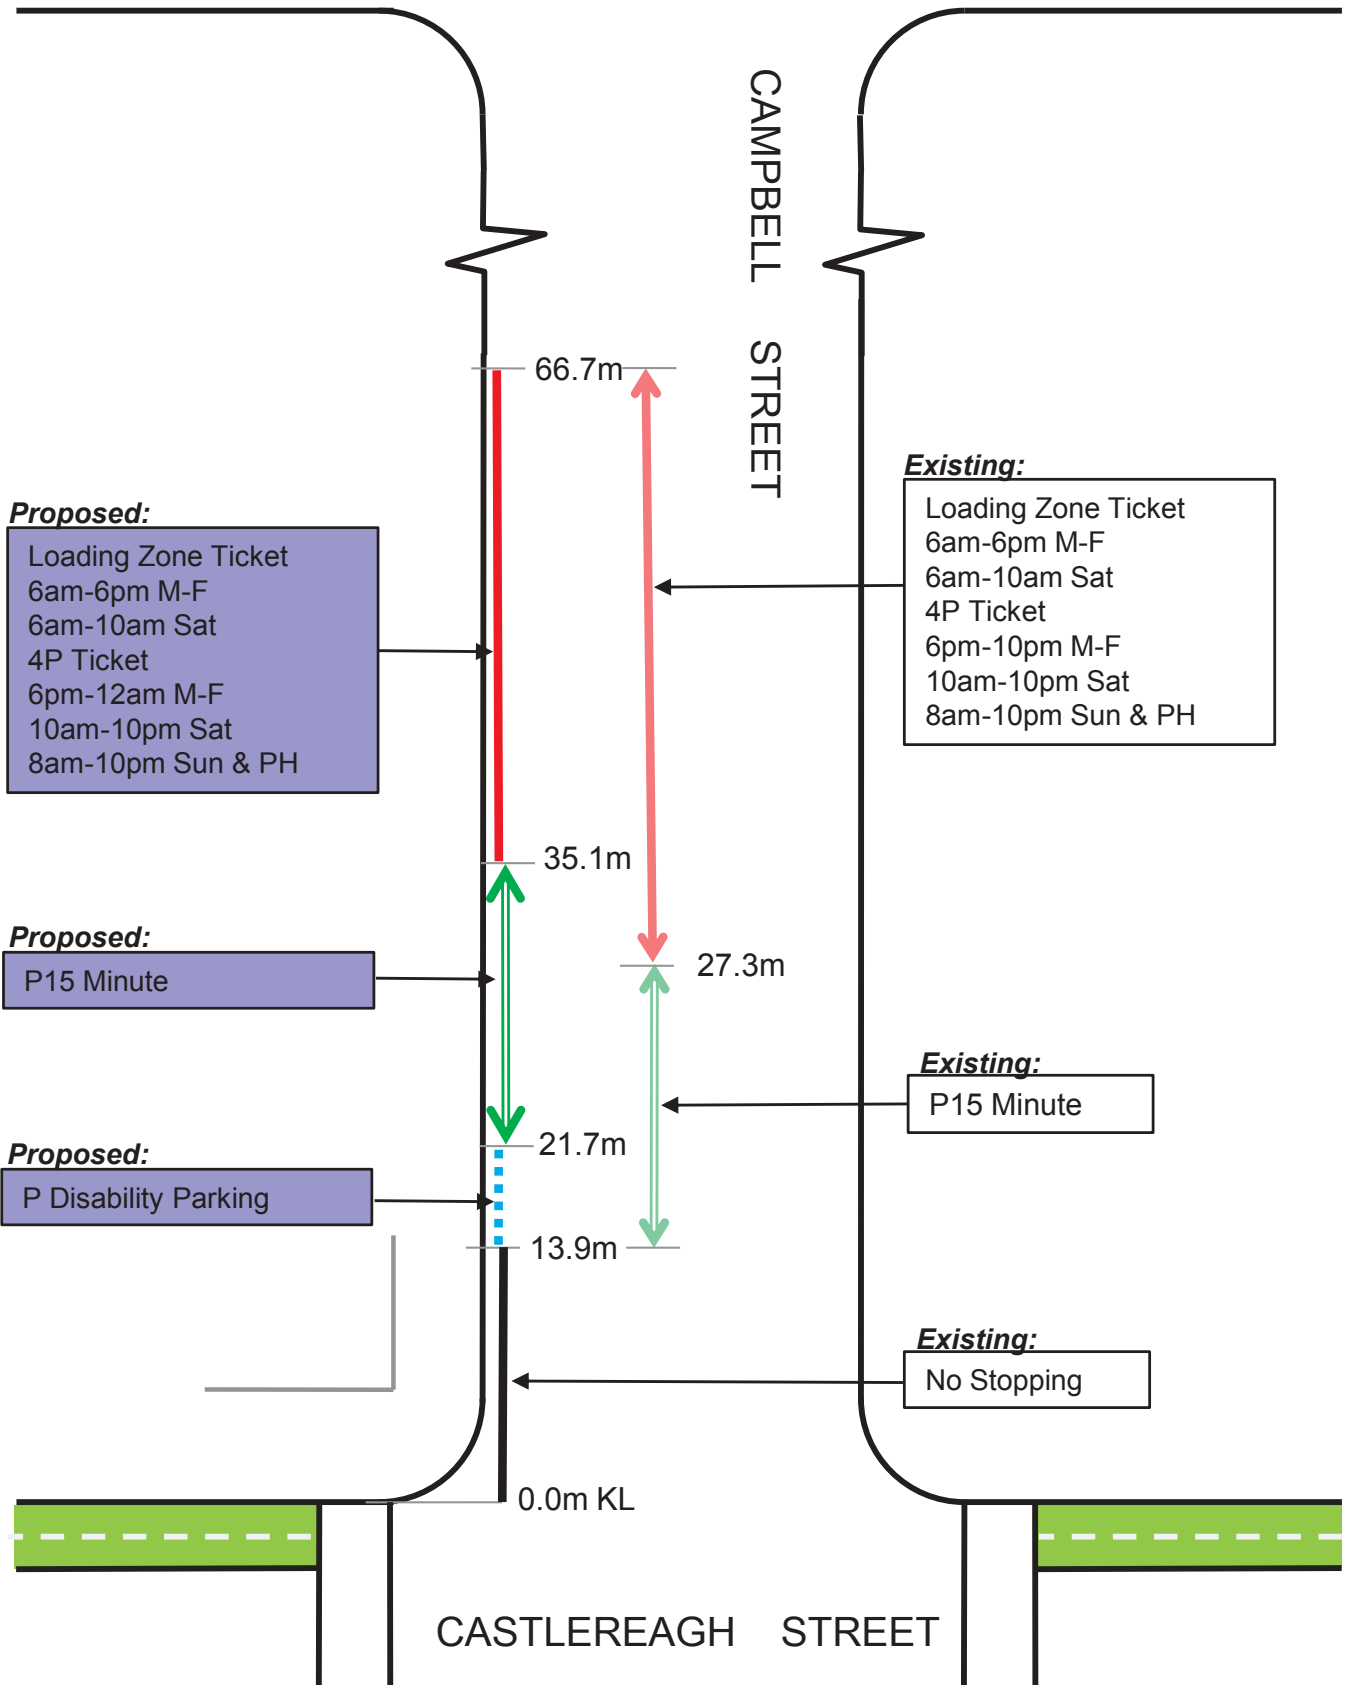 CAMPBELL STREET
66.7m
Existing:
Loading Zone Ticket
6am-6pm M-F
6am-10am Sat
4P Ticket
6pm-10pm M-F
10am-10pm Sat
8am-10pm Sun & PH
Proposed:
Loading Zone Ticket
6am-6pm M-F
6am-10am Sat
4P Ticket
6pm-12am M-F
10am-10pm Sat
8am-10pm Sun & PH
35.1m
Proposed:
P15 Minute
27.3m
Existing:
P15 Minute
21.7m
Proposed:
P Disability Parking
13.9m
Existing:
No Stopping
0.0m KL
CASTLEREAGH STREET